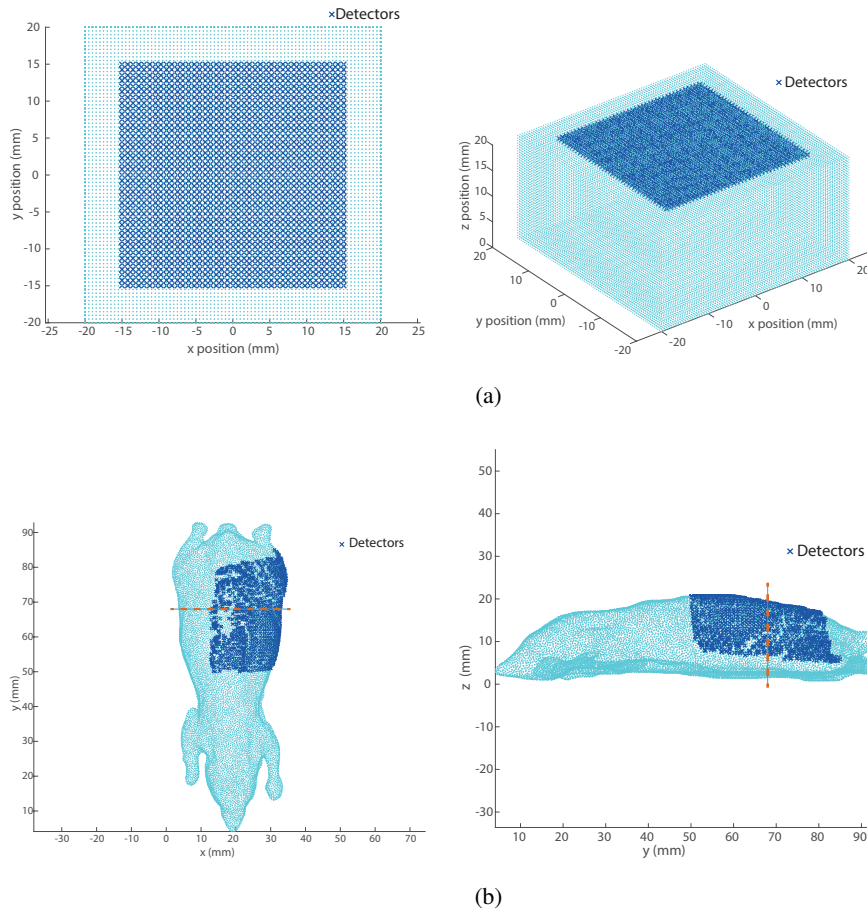 ×Detectors
20
15
10
5
0
-5
-10
-15
-20
y position (mm)
-25 -20 -15 -10 -5 0 5 10 15 20 25
x position (mm)
× Detectors
20
15
10
5
0
z position (mm)
20
10
0
-10
-20
y position (mm)
-20
-10
0
10
20
x position (mm)
(a)
90
80
70
60
50
40
30
20
10
y (mm)
-30 -20 -10 0 10 20 30 40 50 60 70
x (mm)
× Detectors
50
40
30
20
10
0
-10
-20
-30
z (mm)
10 20 30 40 50 60 70 80 90
y (mm)
× Detectors
(b)